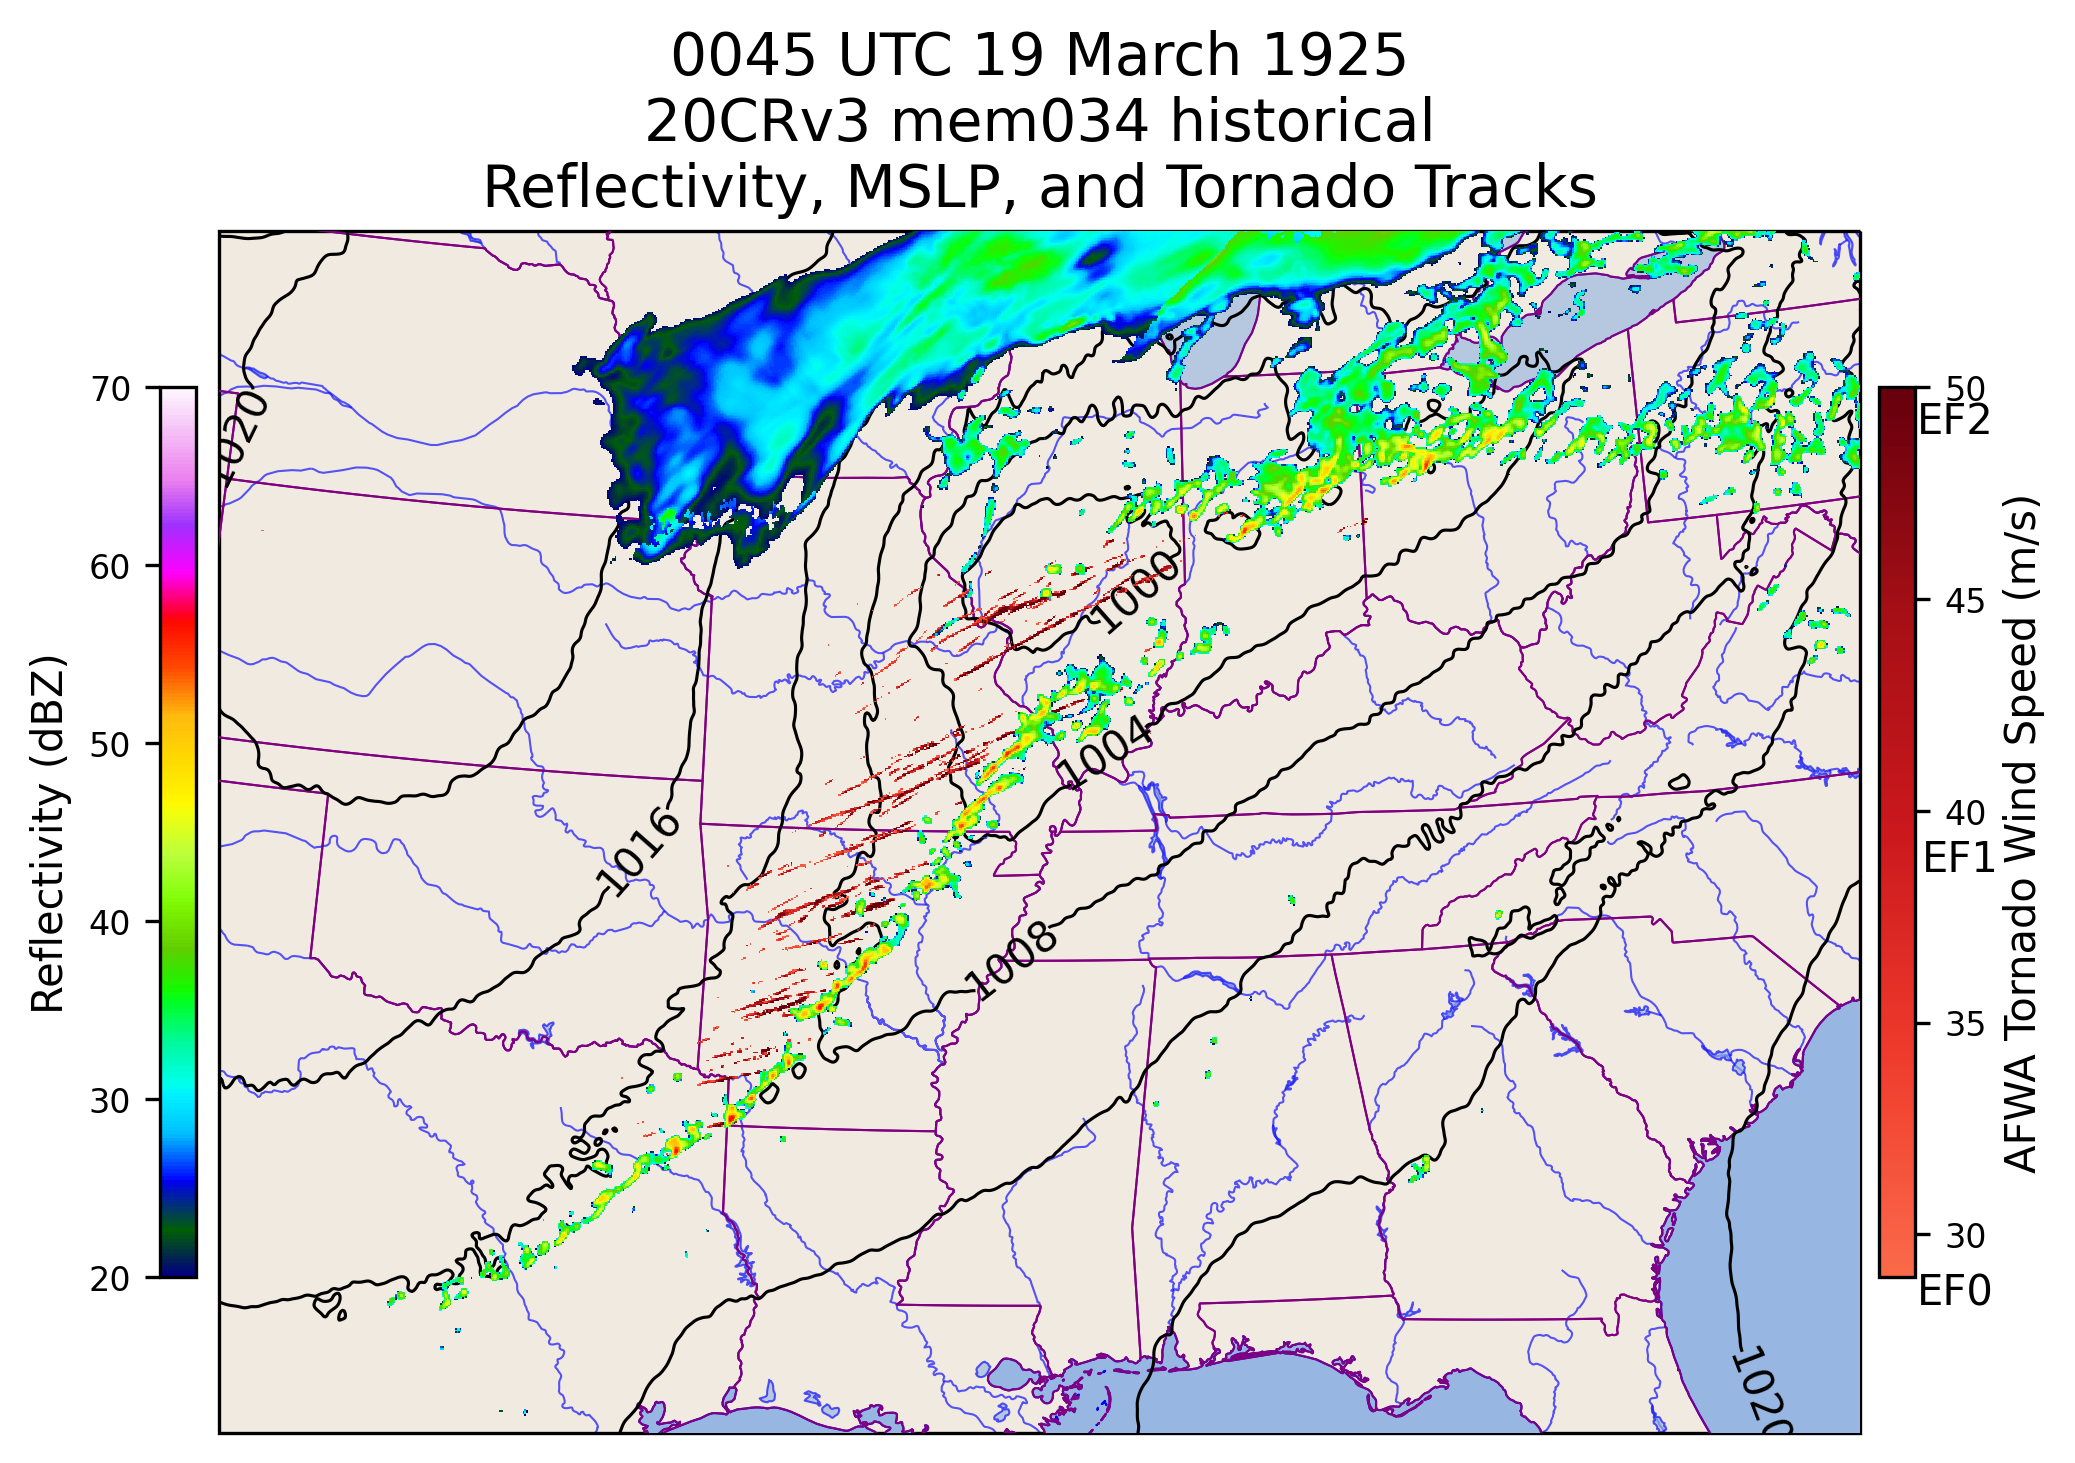 0045 UTC 19 March 1925
20CRv3 mem034 historical
Reflectivity, MSLP, and Tornado Tracks
Reflectivity (dBZ)
70
60
50
40
30
20
1020
1016
1000
1004
1008
1020
50
EF2
45
40
EF1
35
30
EF0
AFWA Tornado Wind Speed (m/s)